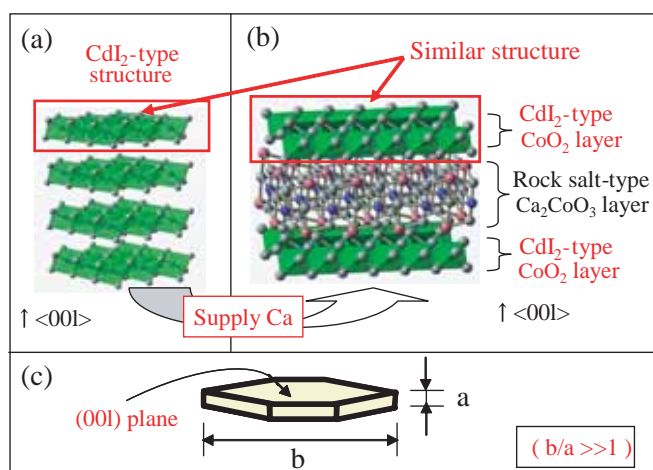 (a)
CdI₂-type
structure
↑ <00l>
(b)
Similar structure
CdI₂-type
CoO₂ layer
Rock salt-type
Ca₂CoO₃ layer
CdI₂-type
CoO₂ layer
Supply Ca
↑ <00l>
(c)
(00l) plane
a
b
( b/a >>1 )